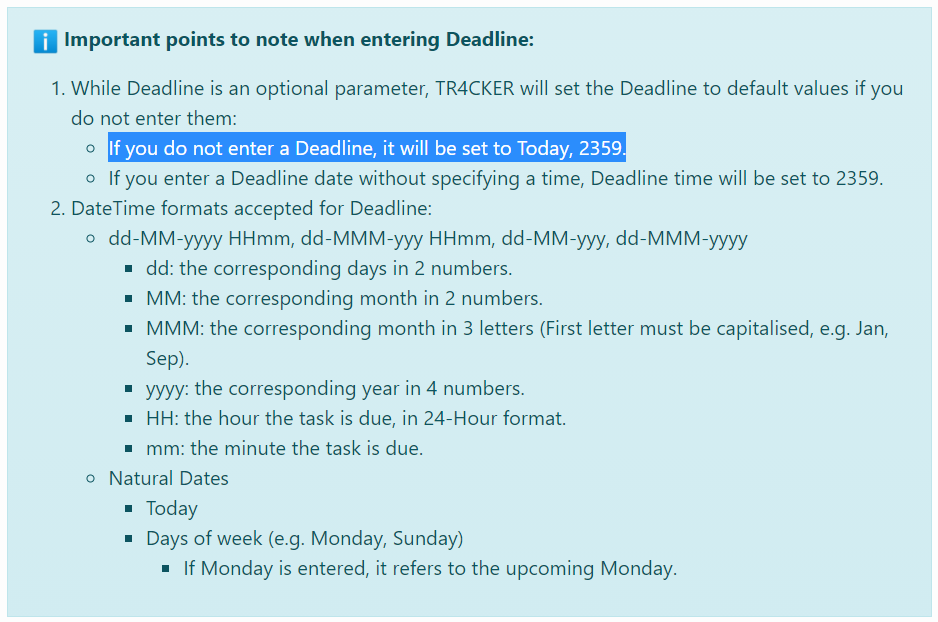 Important points to note when entering Deadline:
1. While Deadline is an optional parameter, TR4CKER will set the Deadline to default values if you
do not enter them:
If you do not enter a Deadline, it will be set to Today, 2359.
If you enter a Deadline date without specifying a time, Deadline time will be set to 2359.
2. DateTime formats accepted for Deadline:
dd-MM-yyyy HHmm, dd-MMM-yyy HHmm, dd-MM-yyy, dd-MMM-yyyy
dd: the corresponding days in 2 numbers.
MM: the corresponding month in 2 numbers.
MMM: the corresponding month in 3 letters (First letter must be capitalised, e.g. Jan,
Sep).
yyyy: the corresponding year in 4 numbers.
HH: the hour the task is due, in 24-Hour format.
mm: the minute the task is due.
Natural Dates
Today
Days of week (e.g. Monday, Sunday)
If Monday is entered, it refers to the upcoming Monday.